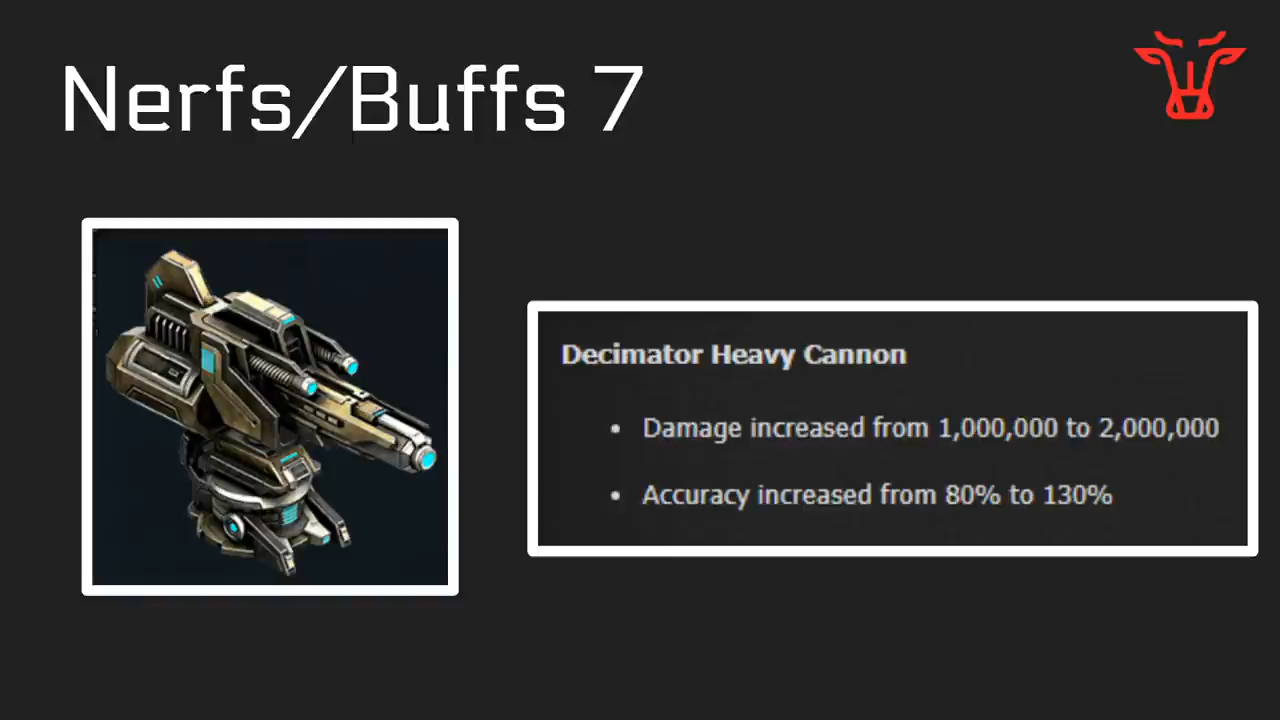 Nerfs/Buffs 7
Decimator Heavy Cannon
• Damage increased from 1,000,000 to 2,000,000
• Accuracy increased from 80% to 130%